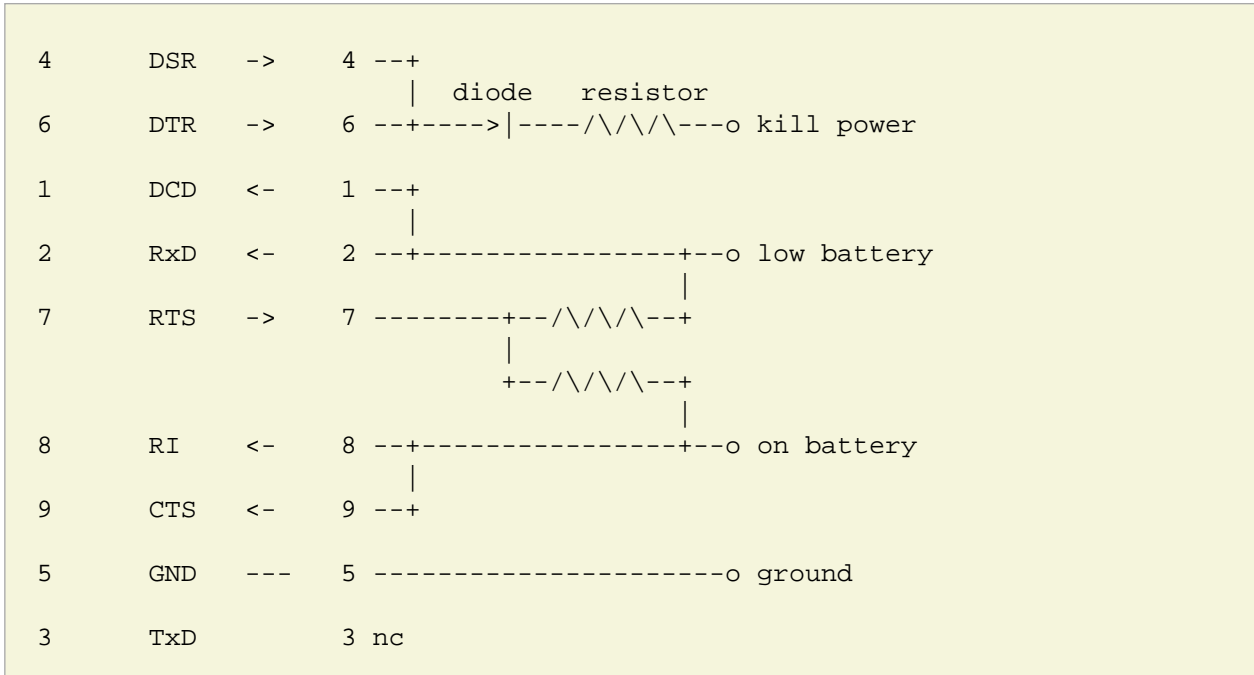 4      DSR   ->    4 --+
                       |  diode   resistor
6      DTR   ->    6 --+---->|----/\/\/\---o kill power
1      DCD   <-    1 --+
                       |
2      RxD   <-    2 --+----------------+--o low battery
                                        |
7      RTS   ->    7 --------+--/\/\/\--+
                             |
                             +--/\/\/\--+
                                        |
8      RI    <-    8 --+----------------+--o on battery
                       |
9      CTS   <-    9 --+
5      GND   ---   5 ----------------------o ground
3      TxD         3 nc